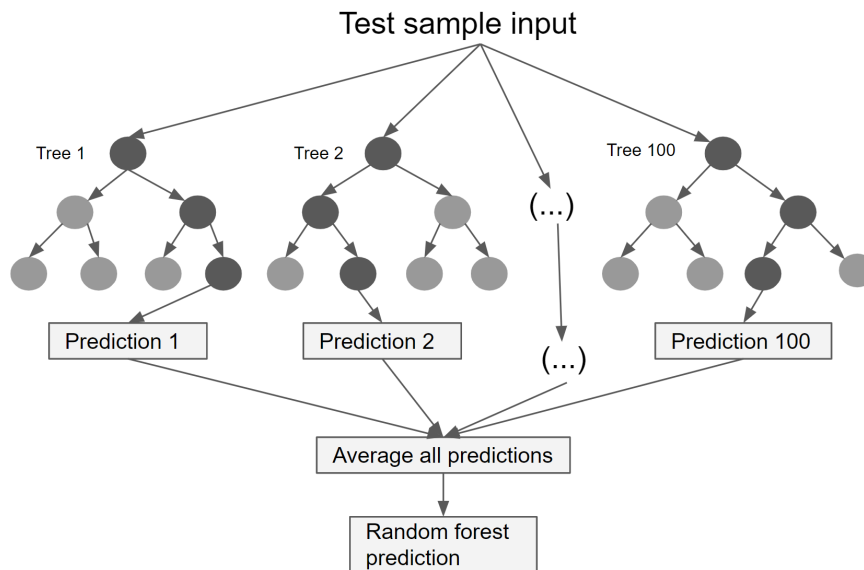 Test sample input
Tree 1
Tree 2
Tree 100
(...)
Prediction 1
Prediction 2
(...)
Prediction 100
Average all predictions
Random forest
prediction